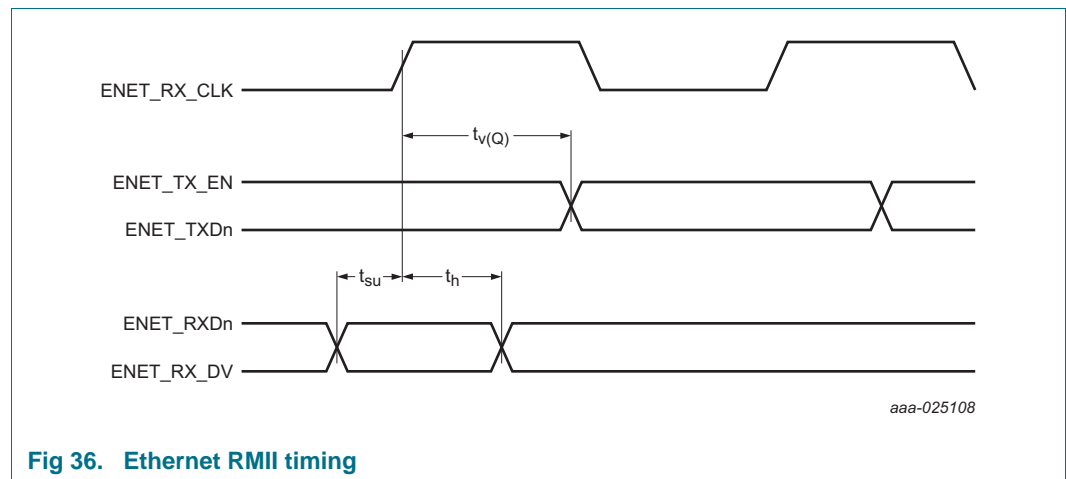 ENET_RX_CLK
tv(Q)
ENET_TX_EN
ENET_TXDn
tsu
th
ENET_RXDn
ENET_RX_DV
aaa-025108
Fig 36. Ethernet RMII timing